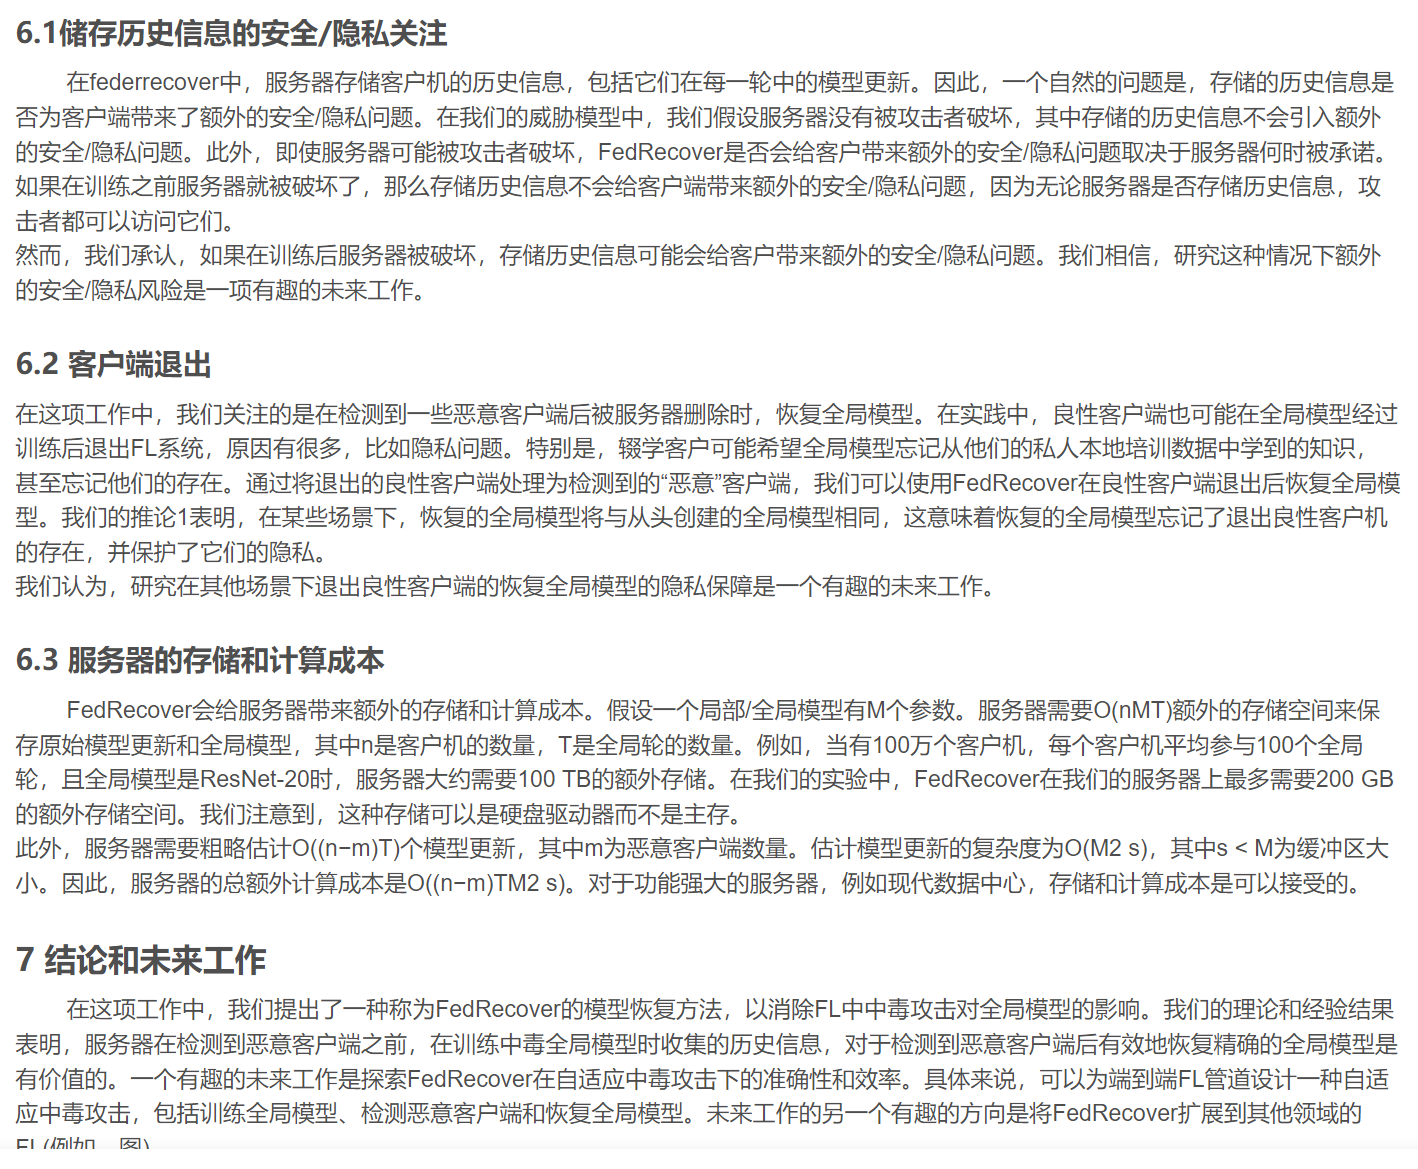 6.1储存历史信息的安全/隐私关注
在federrecover中，服务器存储客户机的历史信息，包括它们在每一轮中的模型更新。因此，一个自然的问题是，存储的历史信息是
否为客户端带来了额外的安全/隐私问题。在我们的威胁模型中，我们假设服务器没有被攻击者破坏，其中存储的历史信息不会引入额外
的安全/隐私问题。此外，即使服务器可能被攻击者破坏，FedRecover是否会给客户带来额外的安全/隐私问题取决于服务器何时被承诺。
如果在训练之前服务器就被破坏了，那么存储历史信息不会给客户端带来额外的安全/隐私问题，因为无论服务器是否存储历史信息，攻
击者都可以访问它们。
然而，我们承认，如果在训练后服务器被破坏，存储历史信息可能会给客户带来额外的安全/隐私问题。我们相信，研究这种情况下额外
的安全/隐私风险是一项有趣的未来工作。
6.2 客户端退出
在这项工作中，我们关注的是在检测到一些恶意客户端后被服务器删除时，恢复全局模型。在实践中，良性客户端也可能在全局模型经过
训练后退出FL系统，原因有很多，比如隐私问题。特别是，辍学客户可能希望全局模型忘记从他们的私人本地培训数据中学到的知识，
甚至忘记他们的存在。通过将退出的良性客户端处理为检测到的“恶意”客户端，我们可以使用FedRecover在良性客户端退出后恢复全局模
型。我们的推论1表明，在某些场景下，恢复的全局模型将与从头创建的全局模型相同，这意味着恢复的全局模型忘记了退出良性客户机
的存在，并保护了它们的隐私。
我们认为，研究在其他场景下退出良性客户端的恢复全局模型的隐私保障是一个有趣的未来工作。
6.3 服务器的存储和计算成本
FedRecover会给服务器带来额外的存储和计算成本。假设一个局部/全局模型有M个参数。服务器需要O(nMT)额外的存储空间来保
存原始模型更新和全局模型，其中n是客户机的数量，T是全局轮的数量。例如，当有100万个客户机，每个客户机平均参与100个全局
轮，且全局模型是ResNet-20时，服务器大约需要100 TB的额外存储。在我们的实验中，FedRecover在我们的服务器上最多需要200 GB
的额外存储空间。我们注意到，这种存储可以是硬盘驱动器而不是主存。
此外，服务器需要粗略估计O((n−m)T)个模型更新，其中m为恶意客户端数量。估计模型更新的复杂度为O(M2 s)，其中s < M为缓冲区大
小。因此，服务器的总额外计算成本是O((n−m)TM2 s)。对于功能强大的服务器，例如现代数据中心，存储和计算成本是可以接受的。
7 结论和未来工作
在这项工作中，我们提出了一种称为FedRecover的模型恢复方法，以消除FL中中毒攻击对全局模型的影响。我们的理论和经验结果
表明，服务器在检测到恶意客户端之前，在训练中毒全局模型时收集的历史信息，对于检测到恶意客户端后有效地恢复精确的全局模型是
有价值的。一个有趣的未来工作是探索FedRecover在自适应中毒攻击下的准确性和效率。具体来说，可以为端到端FL管道设计一种自适
应中毒攻击，包括训练全局模型、检测恶意客户端和恢复全局模型。未来工作的另一个有趣的方向是将FedRecover扩展到其他领域的
FL(例如，图)